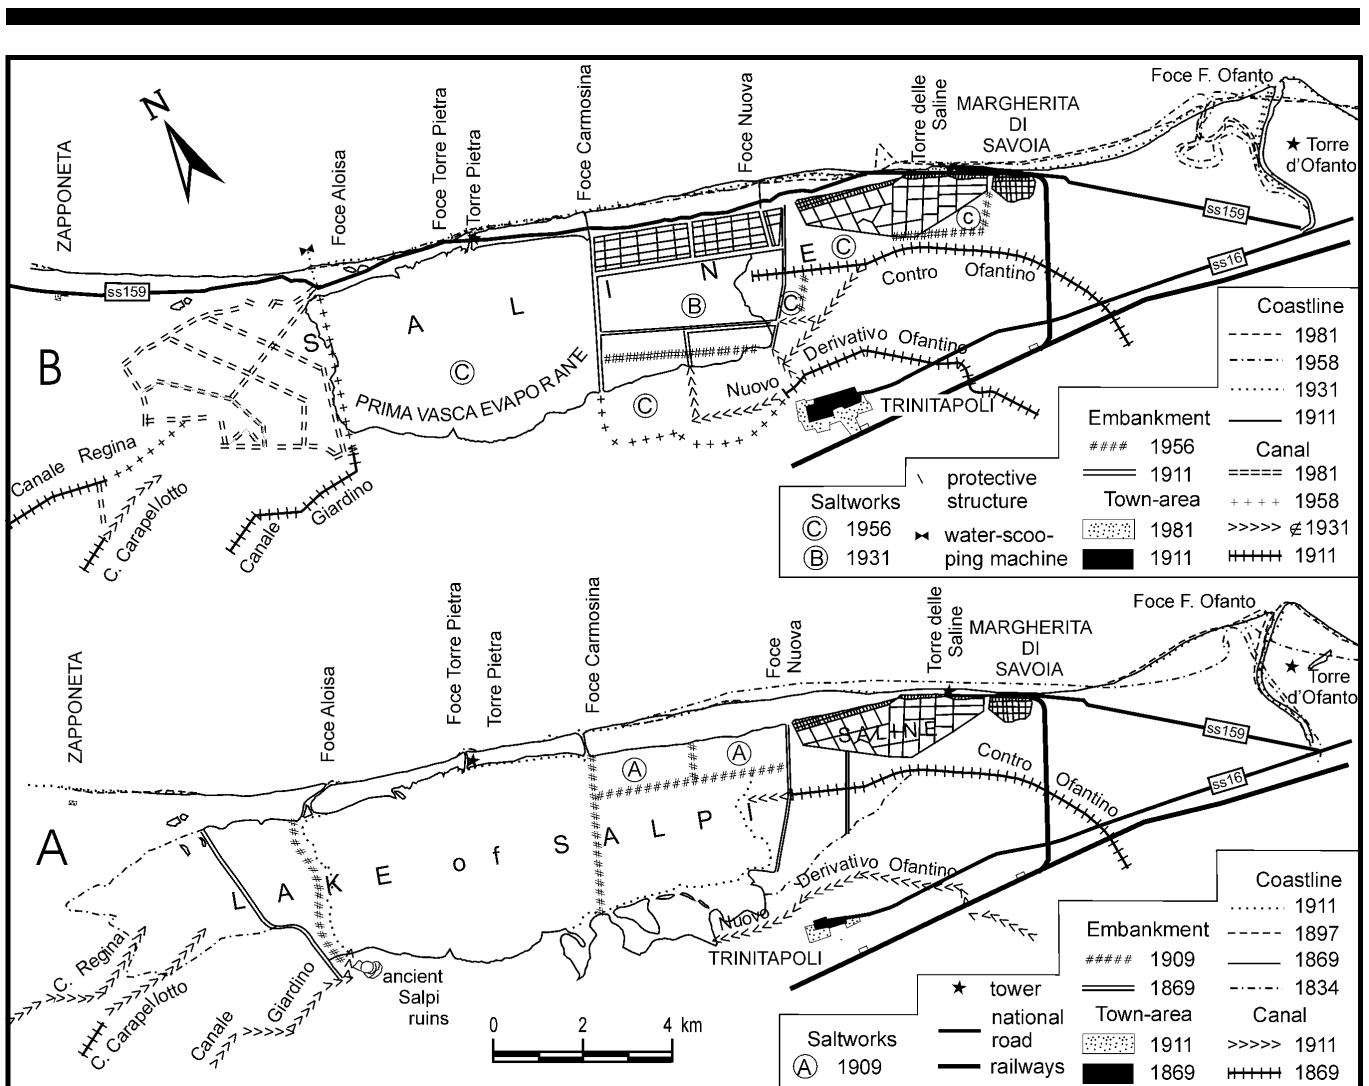 N
ZAPPONETA
Foce Aloisa
Foce Torre Pietra
Torre Pietra
Foce Carmosina
Foce Nuova
Torre delle
Saline
MARGHERITA
DI
SAVOIA
Foce F. Ofanto
Torre
d'Ofanto
ss159
ss159
ss16
B
S A L I N E
C
C
C
C
C
B
PRIMA VASCA EVAPORANTE
Contro Ofantino
Nuovo Derivativo Ofantino
TRINITAPOLI
Canale Regina
C. Carapellotto
Canale Giardino
Coastline
1981
1958
1931
1911
Embankment
1956
1911
Canal
1981
1958
∉1931
1911
Town-area
1981
1911
protective
structure
water-scoo-
ping machine
Saltworks
C 1956
B 1931
ZAPPONETA
Foce Aloisa
Foce Torre Pietra
Torre Pietra
Foce Carmosina
Foce
Nuova
Torre delle
Saline
MARGHERITA
DI
SAVOIA
Foce F. Ofanto
Torre
d'Ofanto
ss159
ss16
A
LAKE of SALPI
A
A
SALINE
Contro Ofantino
Nuovo Derivativo Ofantino
TRINITAPOLI
C. Regina
C. Carapellotto
Canale Giardino
ancient
Salpi
ruins
0 2 4 km
Coastline
1911
1897
1869
1834
Embankment
1909
1869
Canal
1911
1869
Town-area
1911
1869
tower
national
road
railways
Saltworks
A 1909